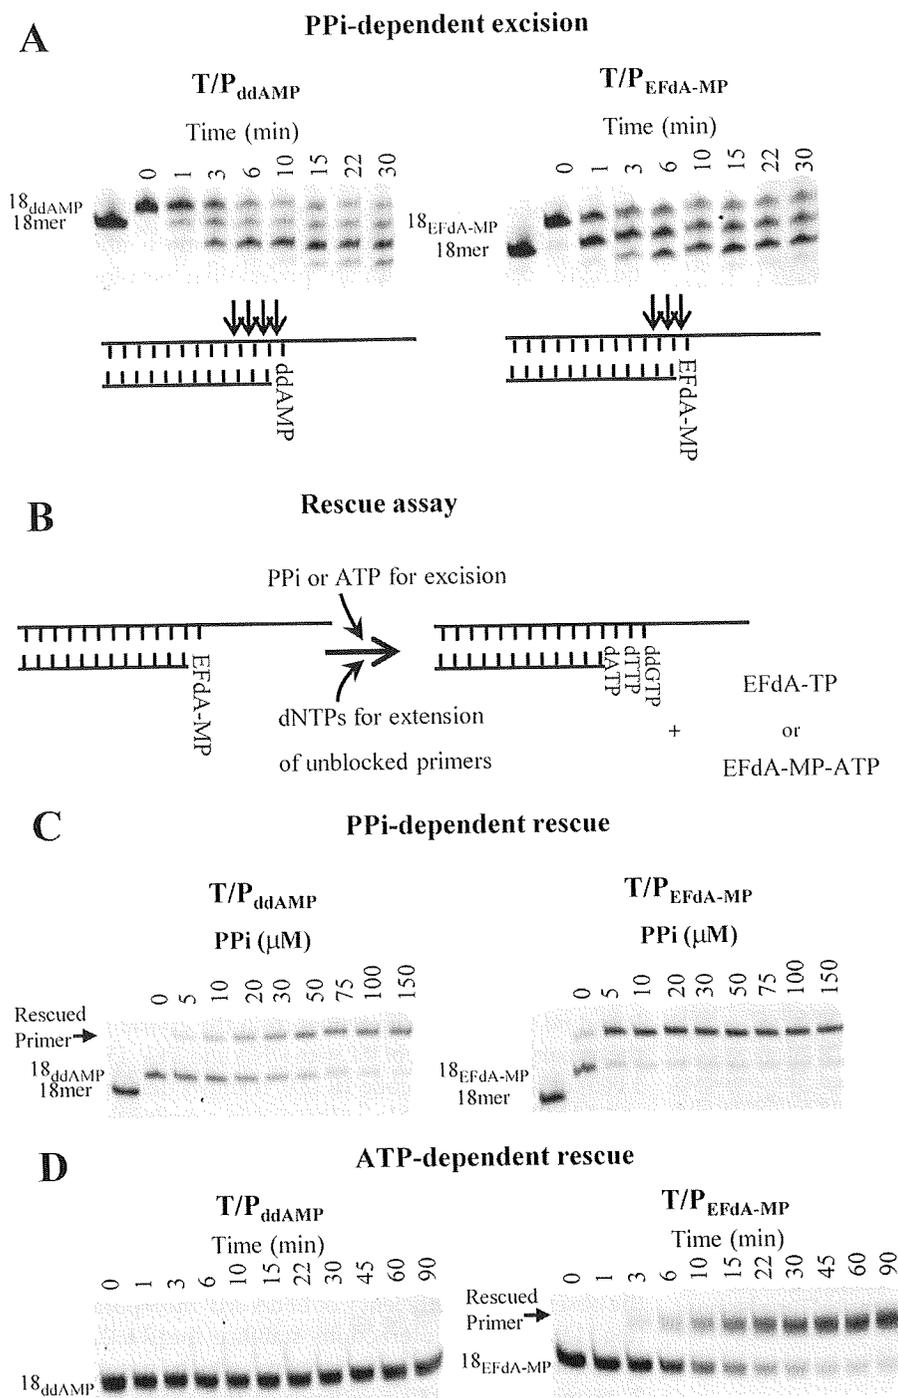 A
PPi-dependent excision
T/PddAMP
Time (min)
0 1 3 6 10 15 22 30
18ddAMP
18mer
ddAMP
T/PEFdA-MP
Time (min)
0 1 3 6 10 15 22 30
18EFdA-MP
18mer
EFdA-MP
B
Rescue assay
PPi or ATP for excision
EFdA-MP
dNTPs for extension
of unblocked primers
dATP
dTTP
ddGTP
+
EFdA-TP
or
EFdA-MP-ATP
C
PPi-dependent rescue
T/PddAMP
PPi (µM)
0 5 10 20 30 50 75 100 150
Rescued
Primer
18ddAMP
18mer
T/PEFdA-MP
PPi (µM)
0 5 10 20 30 50 75 100 150
18EFdA-MP
18mer
D
ATP-dependent rescue
T/PddAMP
Time (min)
0 1 3 6 10 15 22 30 45 60 90
18ddAMP
T/PEFdA-MP
Time (min)
0 1 3 6 10 15 22 30 45 60 90
Rescued
Primer
18EFdA-MP